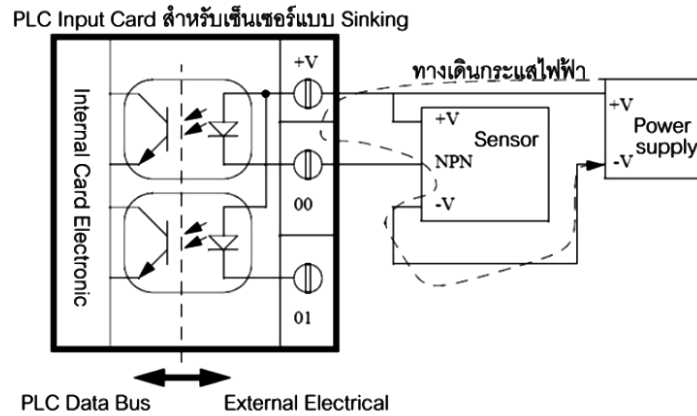 PLC Input Card สำหรับเซ็นเซอร์แบบ Sinking
+V
ทางเดินกระแสไฟฟ้า
Internal Card Electronic
+V
Sensor
NPN
-V
+V
Power
supply
-V
00
01
PLC Data Bus
External Electrical